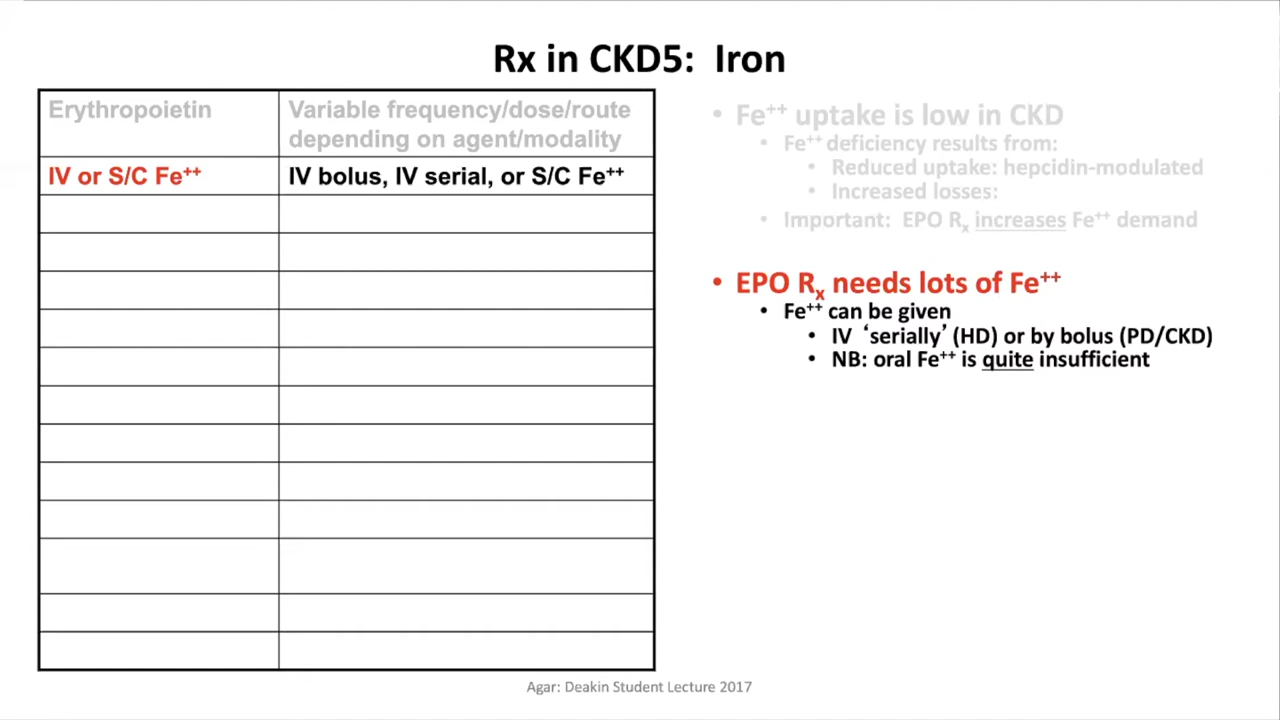 Rx in CKD5:  Iron
Erythropoietin
Variable frequency/dose/route
depending on agent/modality
IV or S/C Fe⁺⁺
IV bolus, IV serial, or S/C Fe⁺⁺
• Fe⁺⁺ uptake is low in CKD
• Fe⁺⁺ deficiency results from:
• Reduced uptake: hepcidin-modulated
• Increased losses:
• Important:  EPO Rₓ increases Fe⁺⁺ demand
• EPO Rₓ needs lots of Fe⁺⁺
• Fe⁺⁺ can be given
• IV ‘serially’ (HD) or by bolus (PD/CKD)
• NB: oral Fe⁺⁺ is quite insufficient
Agar: Deakin Student Lecture 2017